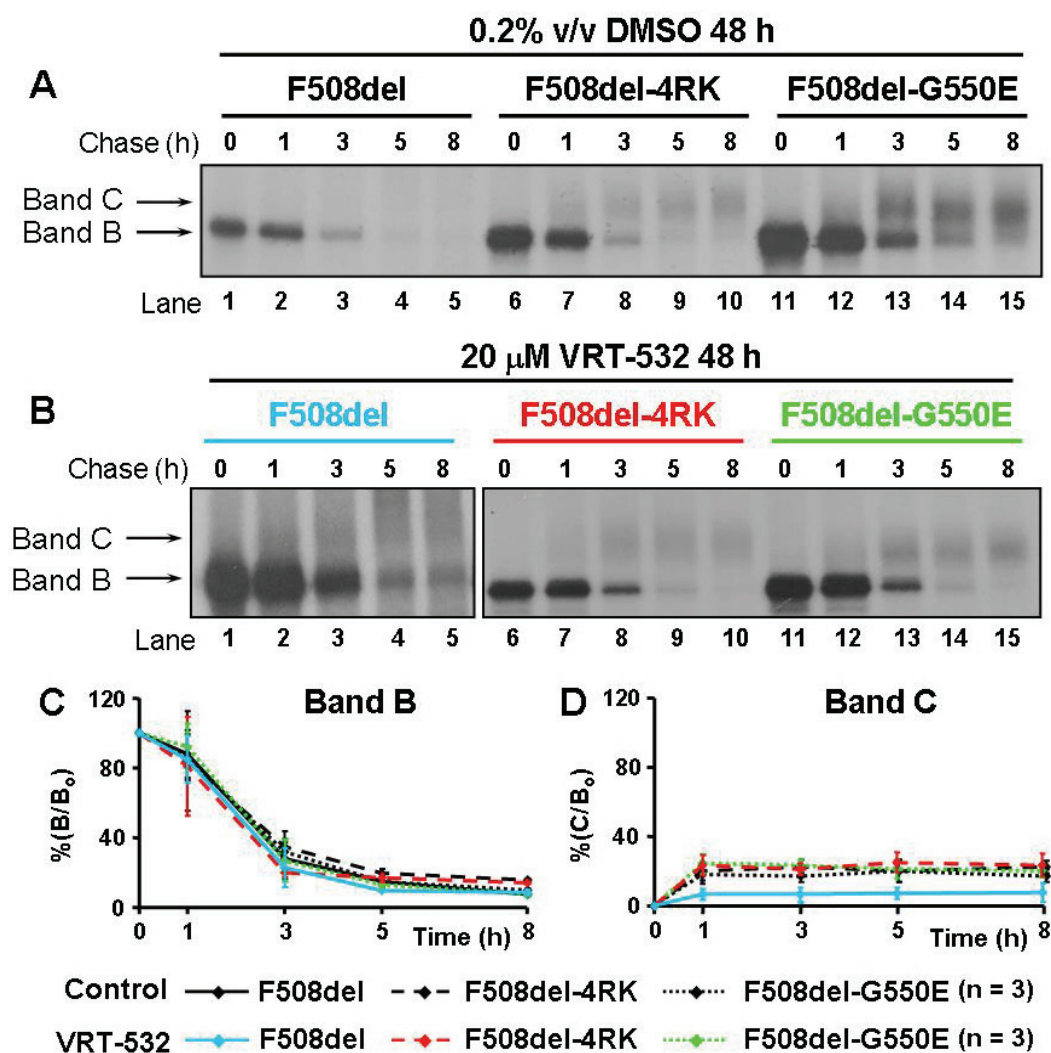 0.2% v/v DMSO 48 h
A
F508del F508del-4RK F508del-G550E
Chase (h) 0 1 3 5 8 0 1 3 5 8 0 1 3 5 8
Band C
Band B
Lane 1 2 3 4 5 6 7 8 9 10 11 12 13 14 15
20 μM VRT-532 48 h
B
F508del F508del-4RK F508del-G550E
Chase (h) 0 1 3 5 8 0 1 3 5 8 0 1 3 5 8
Band C
Band B
Lane 1 2 3 4 5 6 7 8 9 10 11 12 13 14 15
C Band B
%(B/Bo)
120
80
40
0
0 1 3 5 8
Time (h)
D Band C
%(C/Bo)
120
80
40
0
0 1 3 5 8
Time (h)
Control F508del F508del-4RK F508del-G550E (n = 3)
VRT-532 F508del F508del-4RK F508del-G550E (n = 3)